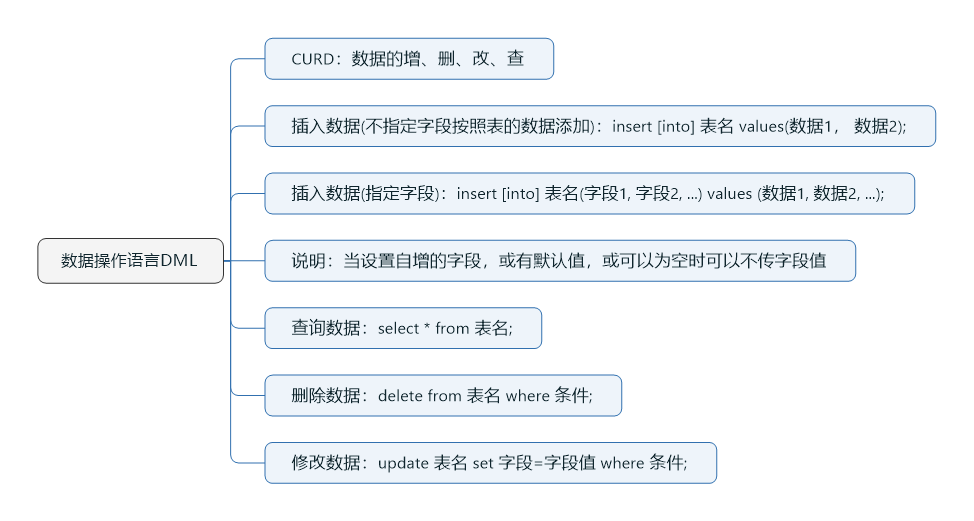 CURD：数据的增、删、改、查
插入数据(不指定字段按照表的数据添加)：insert [into] 表名 values(数据1， 数据2);
插入数据(指定字段)：insert [into] 表名(字段1, 字段2, ...) values (数据1, 数据2, ...);
数据操作语言DML
说明：当设置自增的字段，或有默认值，或可以为空时可以不传字段值
查询数据：select * from 表名;
删除数据：delete from 表名 where 条件;
修改数据：update 表名 set 字段=字段值 where 条件;